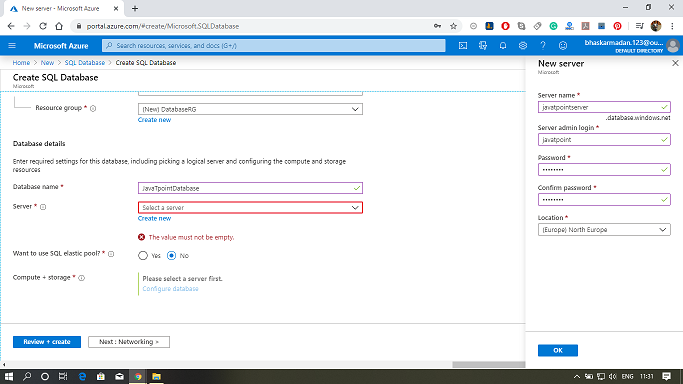 New server - Microsoft Azure
portal.azure.com/#create/Microsoft.SQLDatabase
Microsoft Azure
Search resources, services, and docs (G+/)
bhaskarmadan.123@ou...
DEFAULT DIRECTORY
Home > New > SQL Database > Create SQL Database
Create SQL Database
Microsoft
Resource group *
(New) DatabaseRG
Create new
Database details
Enter required settings for this database, including picking a logical server and configuring the compute and storage
resources
Database name *
JavaTpointDatabase
Server *
Select a server
Create new
The value must not be empty.
Want to use SQL elastic pool? *
Yes
No
Compute + storage *
Please select a server first.
Configure database
Review + create
Next : Networking >
New server
Microsoft
Server name *
javatpointserver
.database.windows.net
Server admin login *
javatpoint
Password *
••••••••
Confirm password *
••••••••
Location *
(Europe) North Europe
OK
ENG
11:31